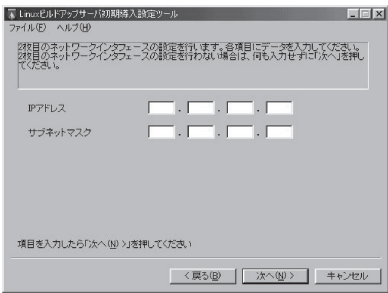 Linuxビルドアップサーバ初期導入設定ツール
ファイル(F) ヘルプ(H)
2枚目のネットワークインタフェースの設定を行います。各項目にデータを入力してください。
2枚目のネットワークインタフェースの設定を行わない場合は、何も入力せずに「次へ」を押し
てください。
IPアドレス . . .
サブネットマスク . . .
項目を入力したら「次へ(N) >」を押してください
< 戻る(B) 次へ(N) > キャンセル